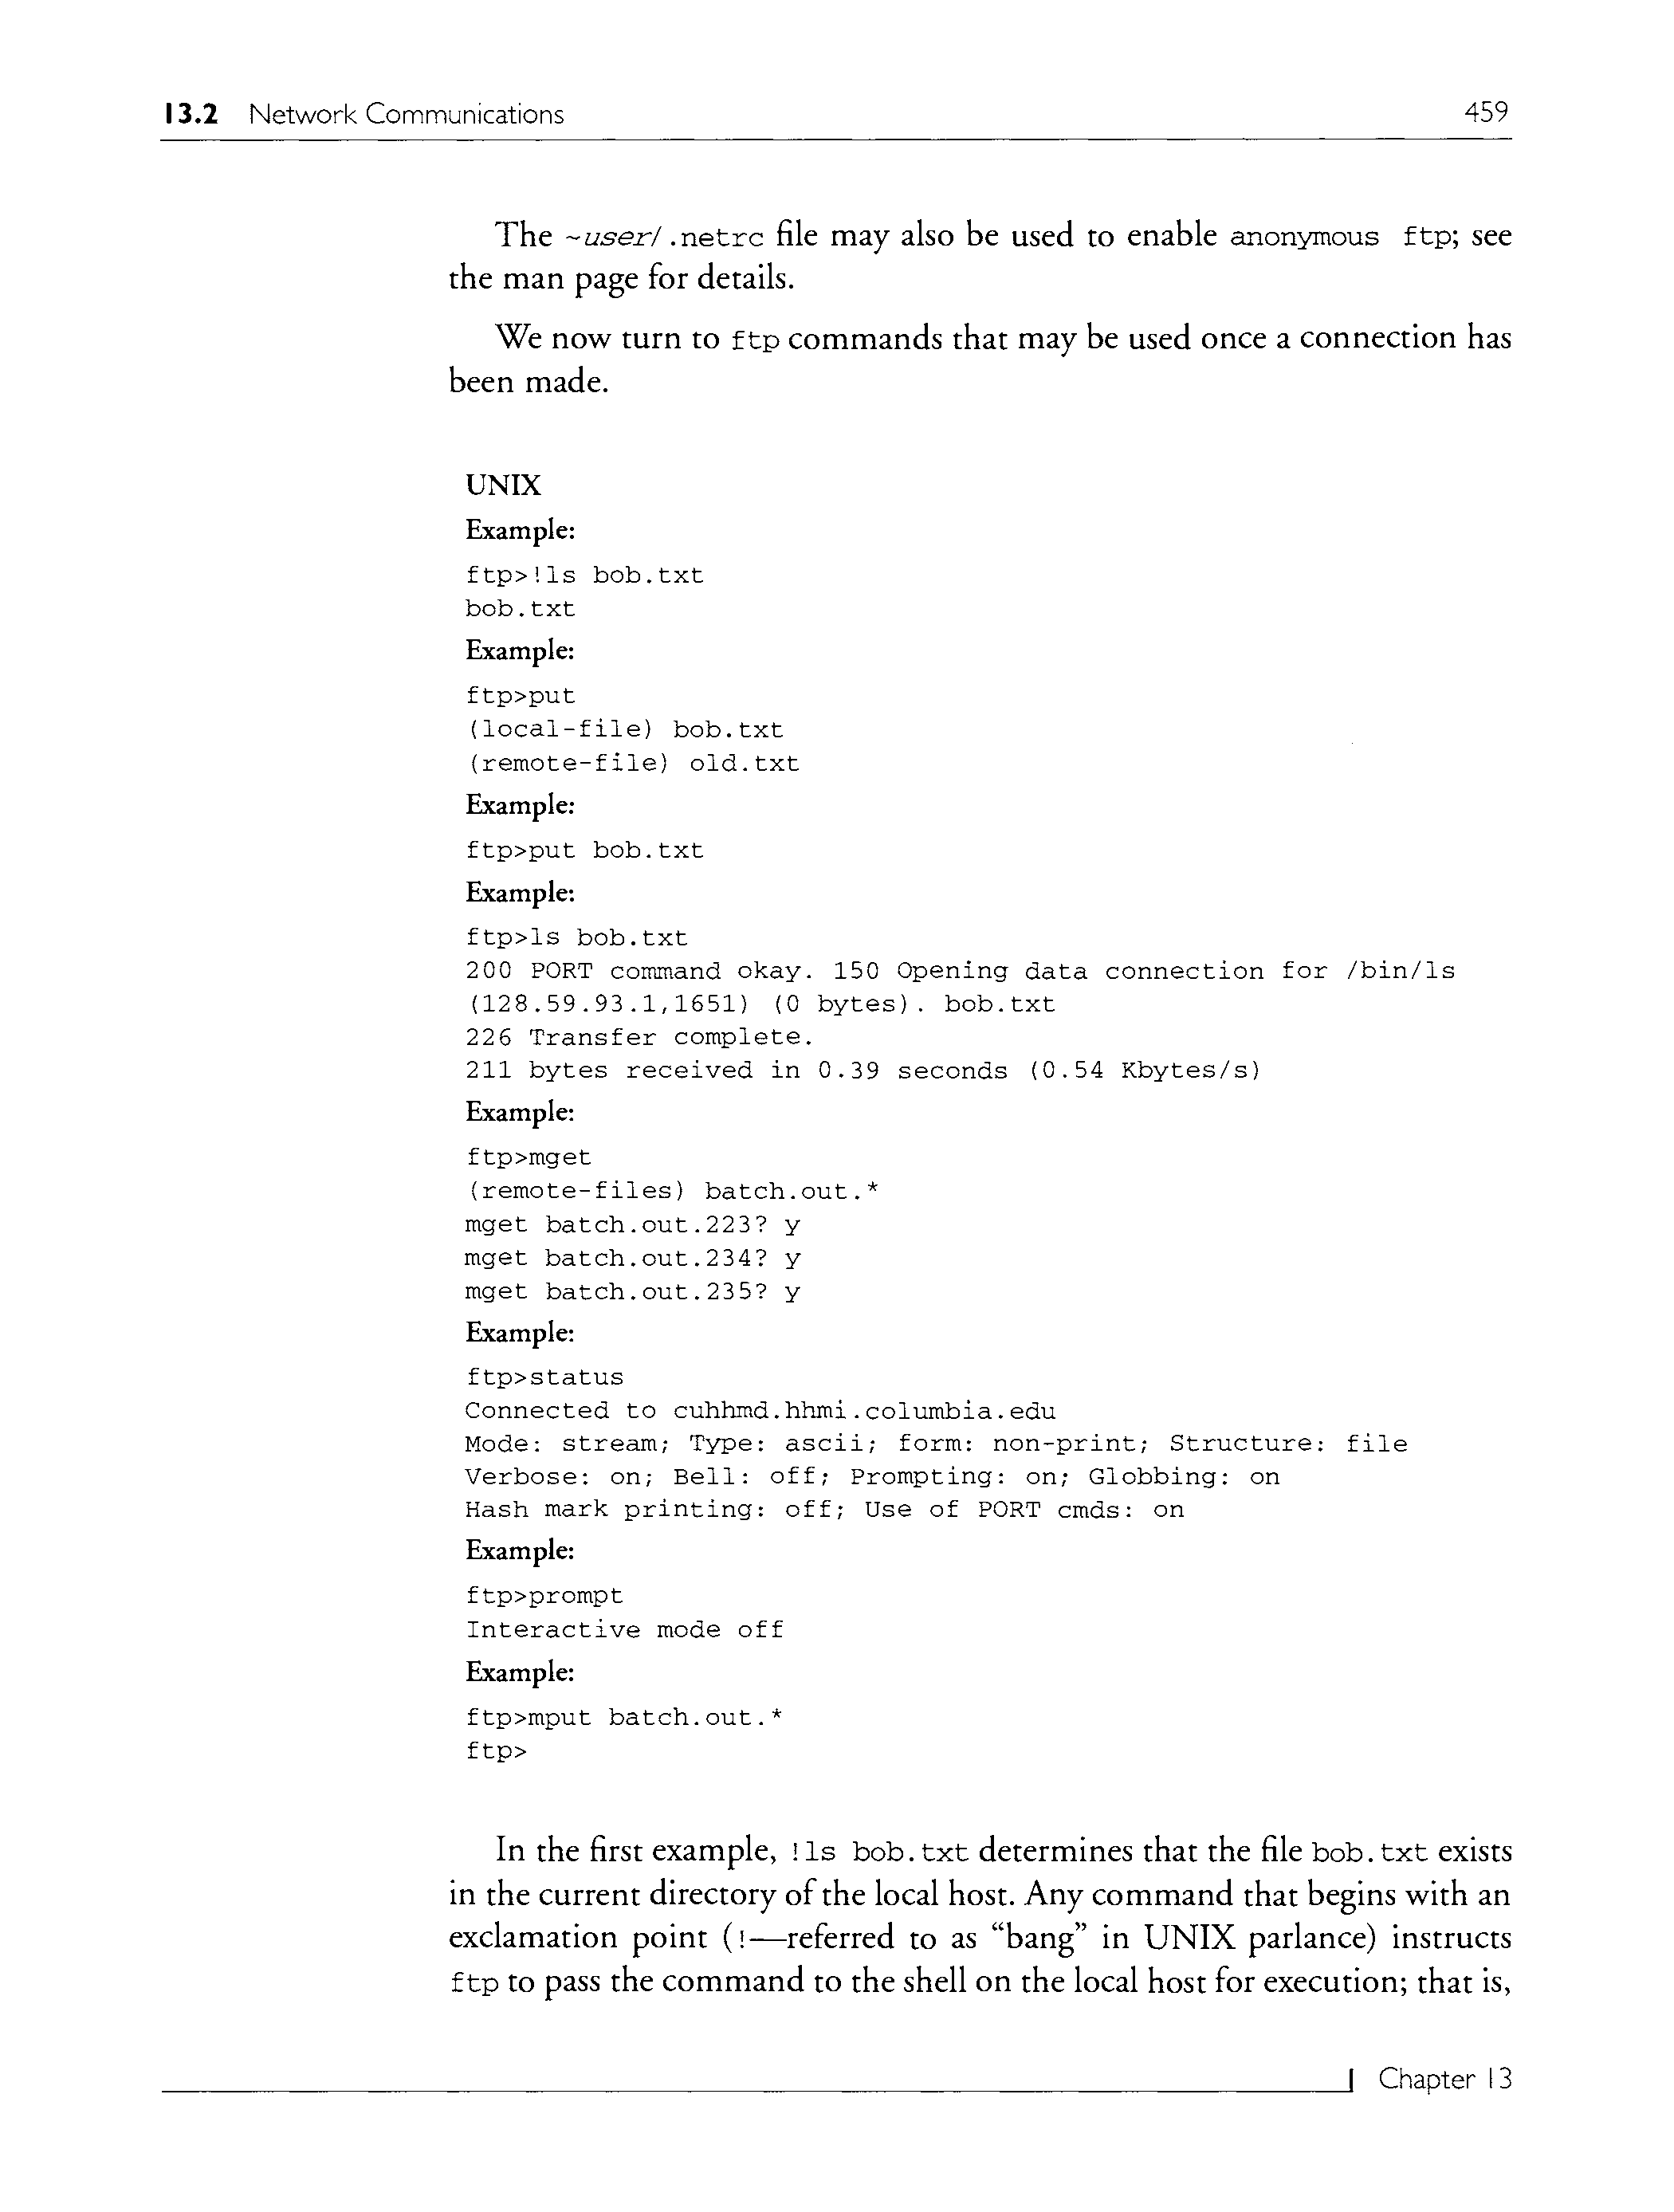 13.2 Network Communications 459
The ~user/.netrc file may also be used to enable anonymous ftp; see
the man page for details.
We now turn to ftp commands that may be used once a connection has
been made.
UNIX
Example:
ftp>!ls bob.txt
bob.txt
Example:
ftp>put
(local-file) bob.txt
(remote-file) old.txt
Example:
ftp>put bob.txt
Example:
ftp>ls bob.txt
200 PORT command okay. 150 Opening data connection for /bin/ls
(128.59.93.1,1651) (0 bytes). bob.txt
226 Transfer complete.
211 bytes received in 0.39 seconds (0.54 Kbytes/s)
Example:
ftp>mget
(remote-files) batch.out.*
mget batch.out.223? y
mget batch.out.234? y
mget batch.out.235? y
Example:
ftp>status
Connected to cuhhmd.hhmi.columbia.edu
Mode: stream; Type: ascii; form: non-print; Structure: file
Verbose: on; Bell: off; Prompting: on; Globbing: on
Hash mark printing: off; Use of PORT cmds: on
Example:
ftp>prompt
Interactive mode off
Example:
ftp>mput batch.out.*
ftp>
In the first example, !ls bob.txt determines that the file bob.txt exists
in the current directory of the local host. Any command that begins with an
exclamation point (!—referred to as “bang” in UNIX parlance) instructs
ftp to pass the command to the shell on the local host for execution; that is,
Chapter 13